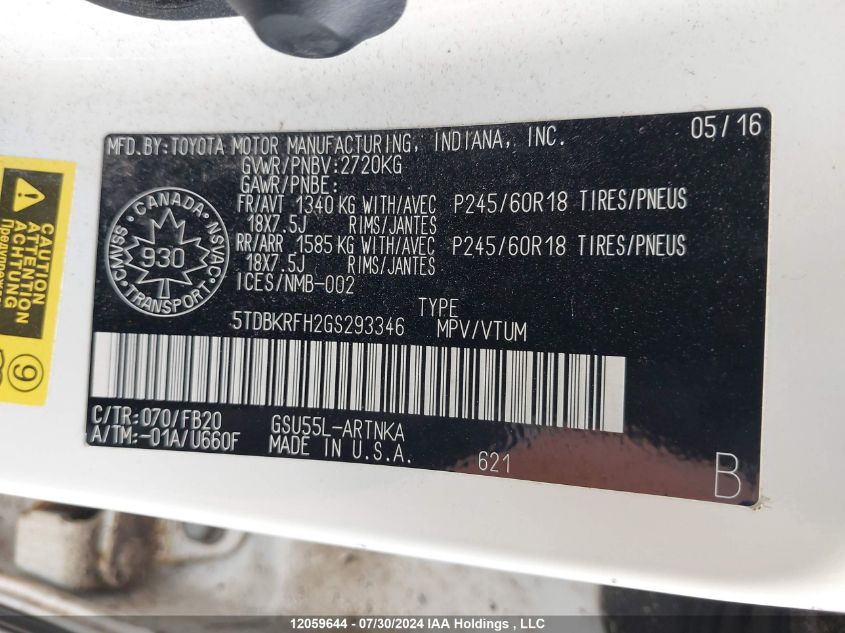 MFD.BY:TOYOTA MOTOR MANUFACTURING, INDIANA, INC. 05/16
GVWR/PNBV:2720KG
GAWR/PNBE:
FR/AVT 1340 KG WITH/AVEC P245/60R18 TIRES/PNEUS
18X7.5J RIMS/JANTES
RR/ARR 1585 KG WITH/AVEC P245/60R18 TIRES/PNEUS
18X7.5J RIMS/JANTES
ICES/NMB-002
CANADA
CMVSS 930 NSVAC
TRANSPORT
TYPE
5TDBKRFH2GS293346 MPV/VTUM
C/TR:070/FB20 GSU55L-ARTNKA
A/TM:-01A/U660F MADE IN U.S.A. 621 B
CAUTION
ATTENTION
ACHTUNG
9
12059644 - 07/30/2024 IAA Holdings , LLC